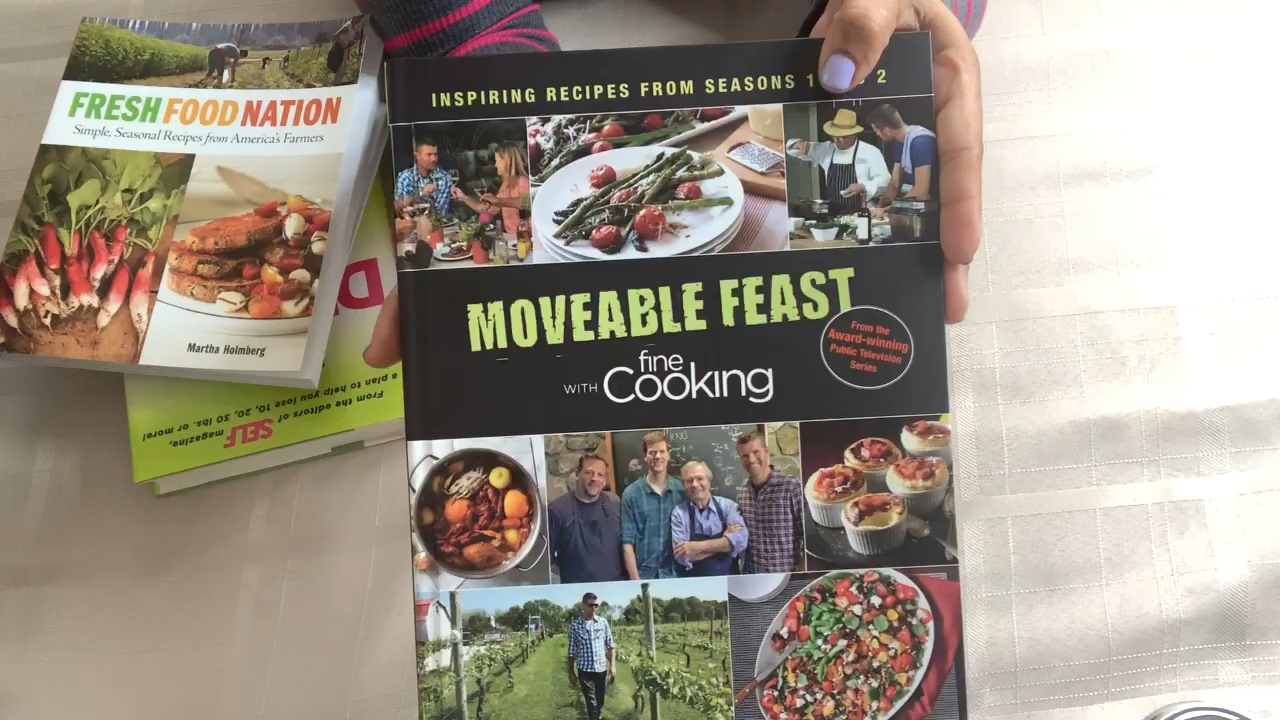 FRESH FOOD NATION
Simple, Seasonal Recipes from America's Farmers
Martha Holmberg
From the editors of SELF magazine,
a plan to help you lose 10, 20, 30 lbs. or more!
INSPIRING RECIPES FROM SEASONS 1 2
MOVEABLE FEAST
WITH fine Cooking
From the
Award-winning
Public Television
Series